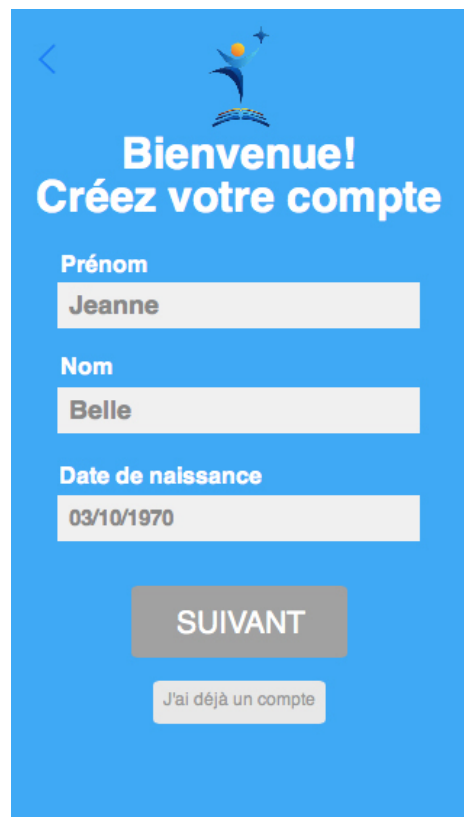 Bienvenue!
Créez votre compte
Prénom
Jeanne
Nom
Belle
Date de naissance
03/10/1970
SUIVANT
J'ai déjà un compte